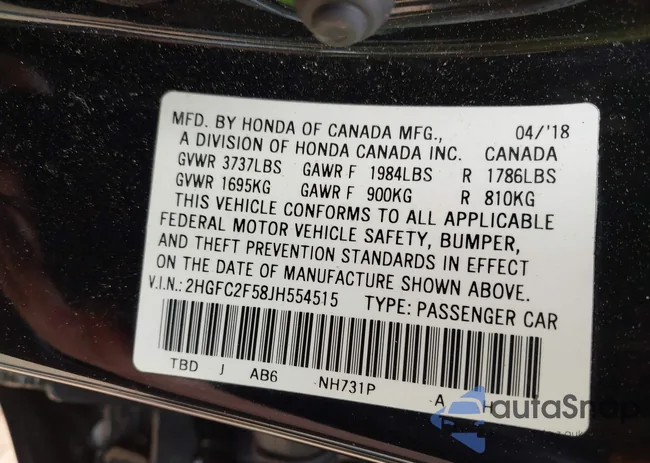 MFD. BY HONDA OF CANADA MFG., 04/'18
A DIVISION OF HONDA CANADA INC. CANADA
GVWR 3737LBS GAWR F 1984LBS R 1786LBS
GVWR 1695KG GAWR F 900KG R 810KG
THIS VEHICLE CONFORMS TO ALL APPLICABLE
FEDERAL MOTOR VEHICLE SAFETY, BUMPER,
AND THEFT PREVENTION STANDARDS IN EFFECT
ON THE DATE OF MANUFACTURE SHOWN ABOVE.
V.I.N.: 2HGFC2F58JH554515 TYPE: PASSENGER CAR
TBD J AB6 NH731P A